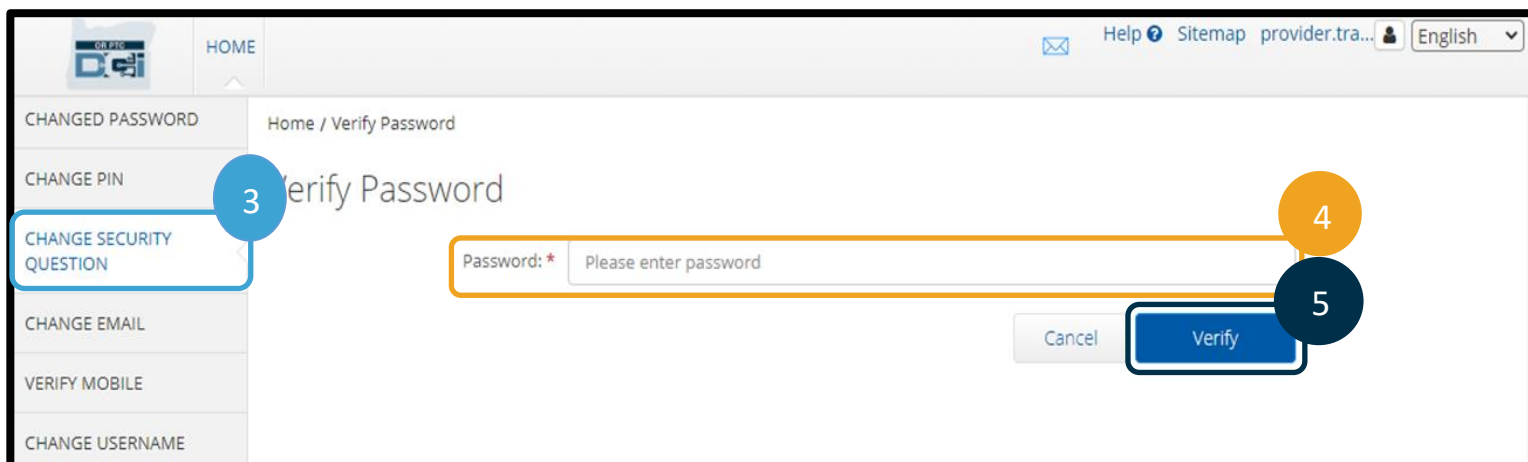 OR PTC
DCI
HOME
Help ? Sitemap provider.tra... English
CHANGED PASSWORD
Home / Verify Password
CHANGE PIN
3
erify Password
4
CHANGE SECURITY
QUESTION
Password: * Please enter password
5
CHANGE EMAIL
Cancel Verify
VERIFY MOBILE
CHANGE USERNAME